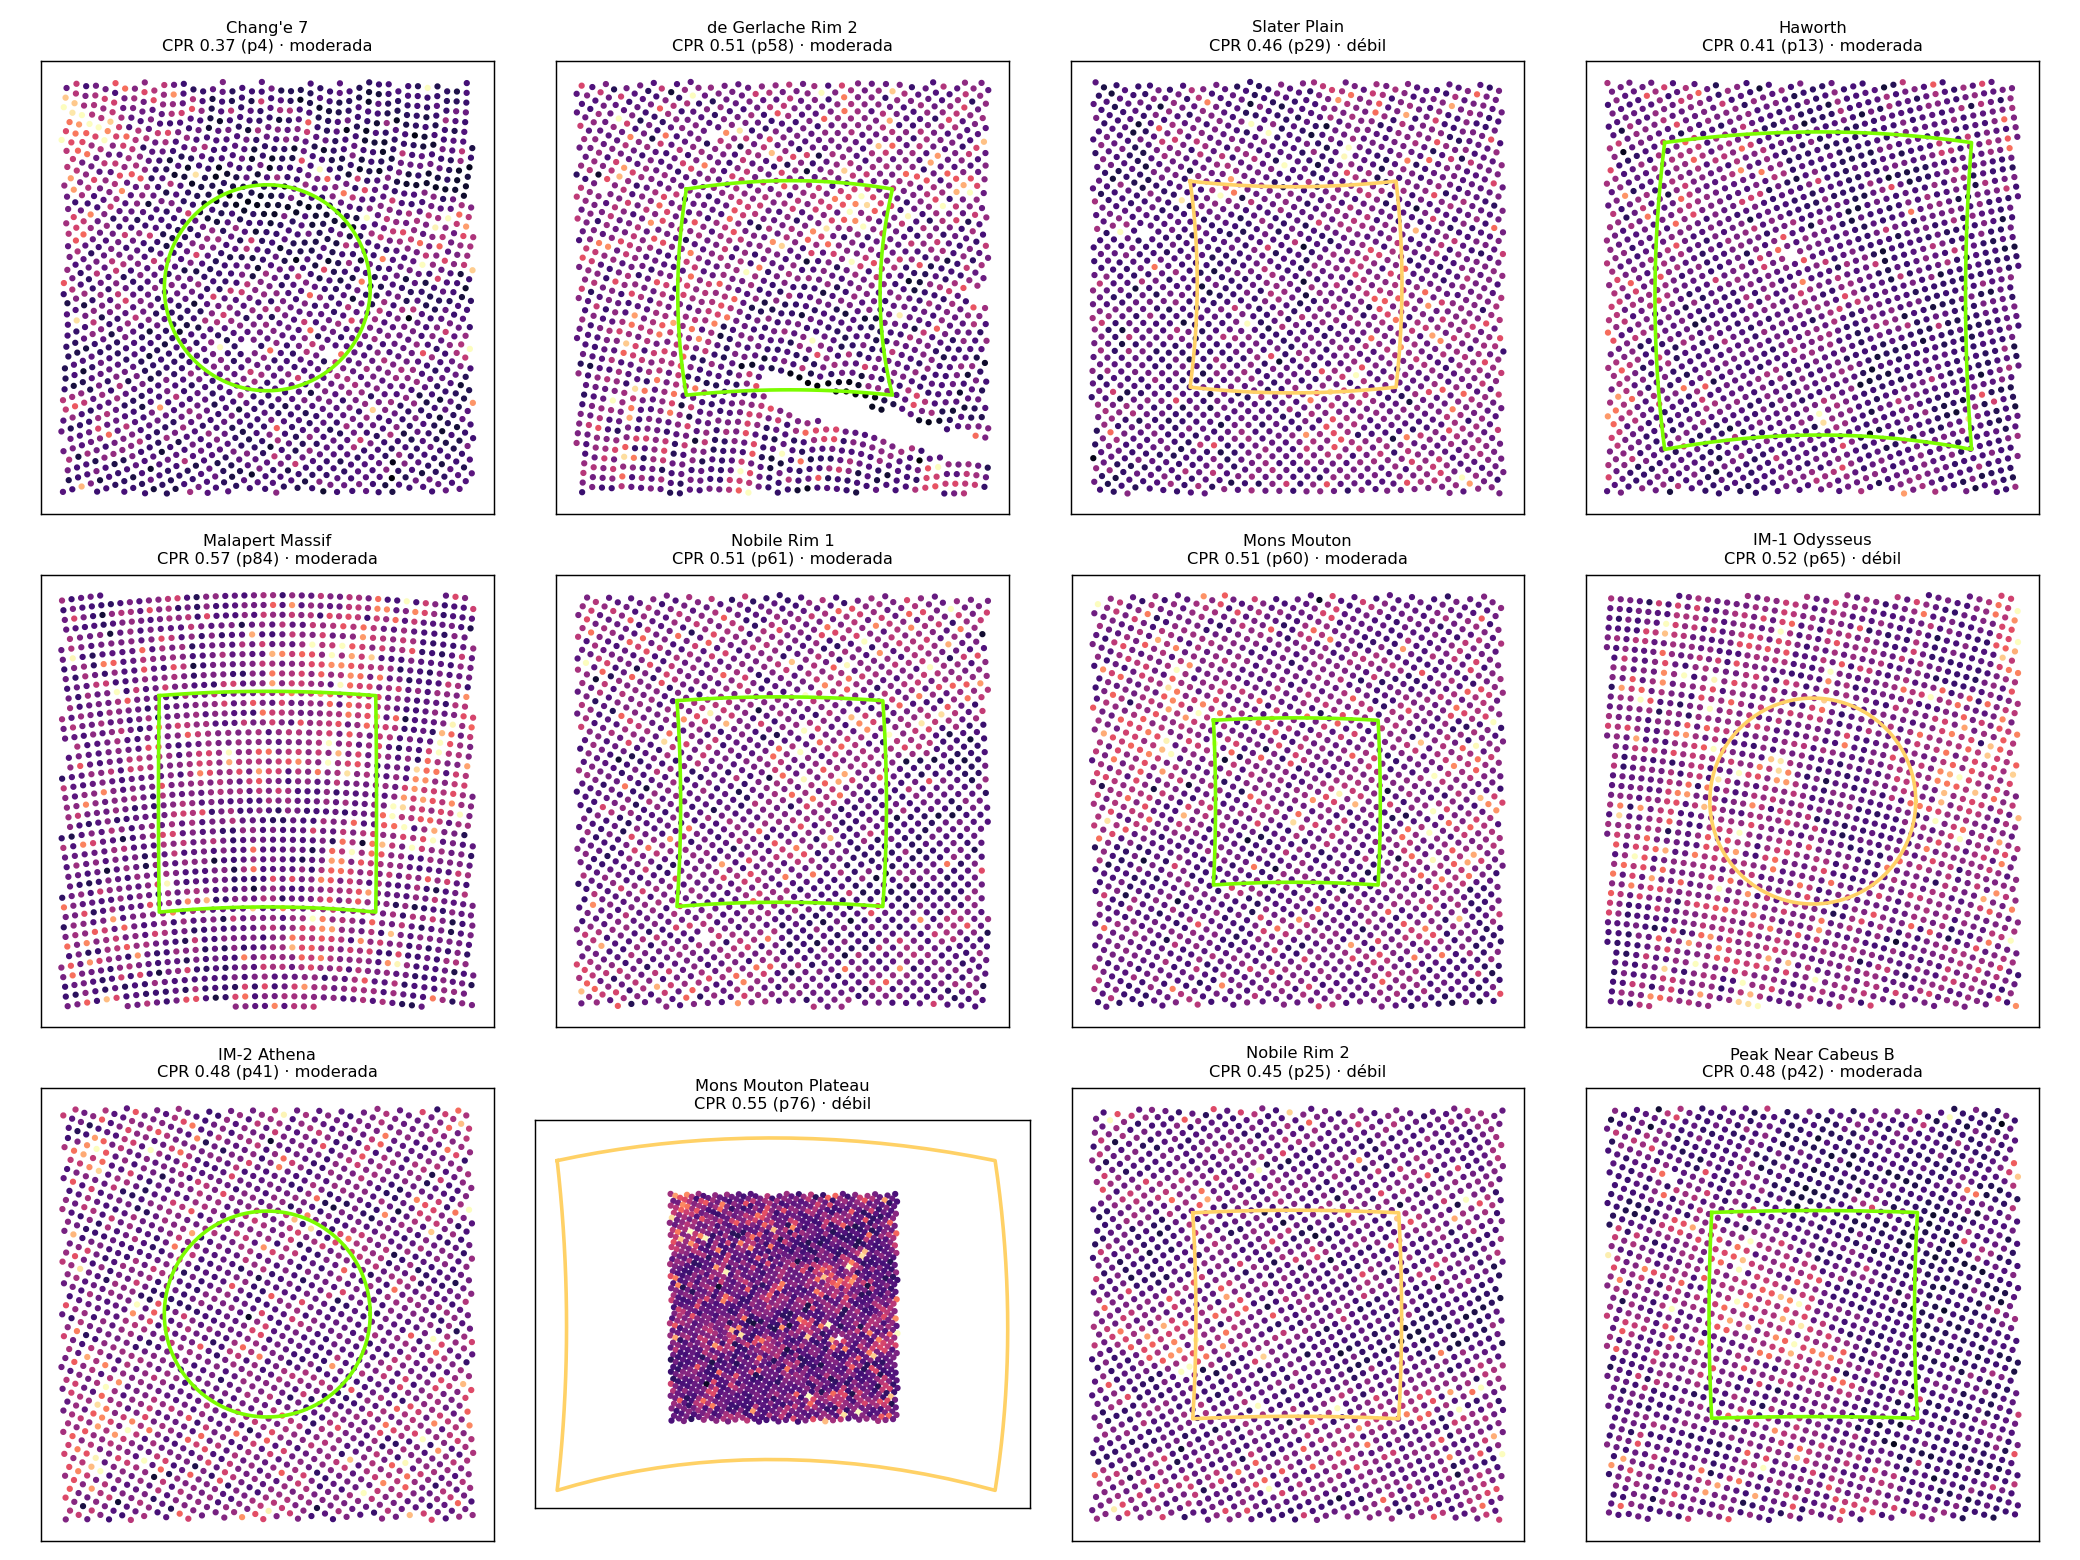 Chang'e 7
CPR 0.37 (p4) · moderada
de Gerlache Rim 2
CPR 0.51 (p58) · moderada
Slater Plain
CPR 0.46 (p29) · débil
Haworth
CPR 0.41 (p13) · moderada
Malapert Massif
CPR 0.57 (p84) · moderada
Nobile Rim 1
CPR 0.51 (p61) · moderada
Mons Mouton
CPR 0.51 (p60) · moderada
IM-1 Odysseus
CPR 0.52 (p65) · débil
IM-2 Athena
CPR 0.48 (p41) · moderada
Mons Mouton Plateau
CPR 0.55 (p76) · débil
Nobile Rim 2
CPR 0.45 (p25) · débil
Peak Near Cabeus B
CPR 0.48 (p42) · moderada